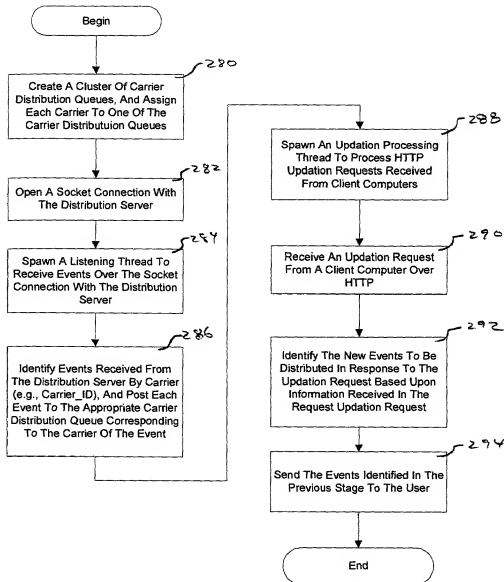 Begin
280
Create A Cluster Of Carrier
Distribution Queues, And Assign
Each Carrier To One Of The
Carrier Distributuion Queues
282
Open A Socket Connection With
The Distribution Server
284
Spawn A Listening Thread To
Receive Events Over The Socket
Connection With The Distribution
Server
286
Identify Events Received From
The Distribution Server By Carrier
(e.g., Carrier_ID), And Post Each
Event To The Appropriate Carrier
Distribution Queue Corresponding
To The Carrier Of The Event
288
Spawn An Updation Processing
Thread To Process HTTP
Updation Requests Received
From Client Computers
290
Receive An Updation Request
From A Client Computer Over
HTTP
292
Identify The New Events To Be
Distributed In Response To The
Updation Request Based Upon
Information Received In The
Request Updation Request
294
Send The Events Identified In The
Previous Stage To The User
End